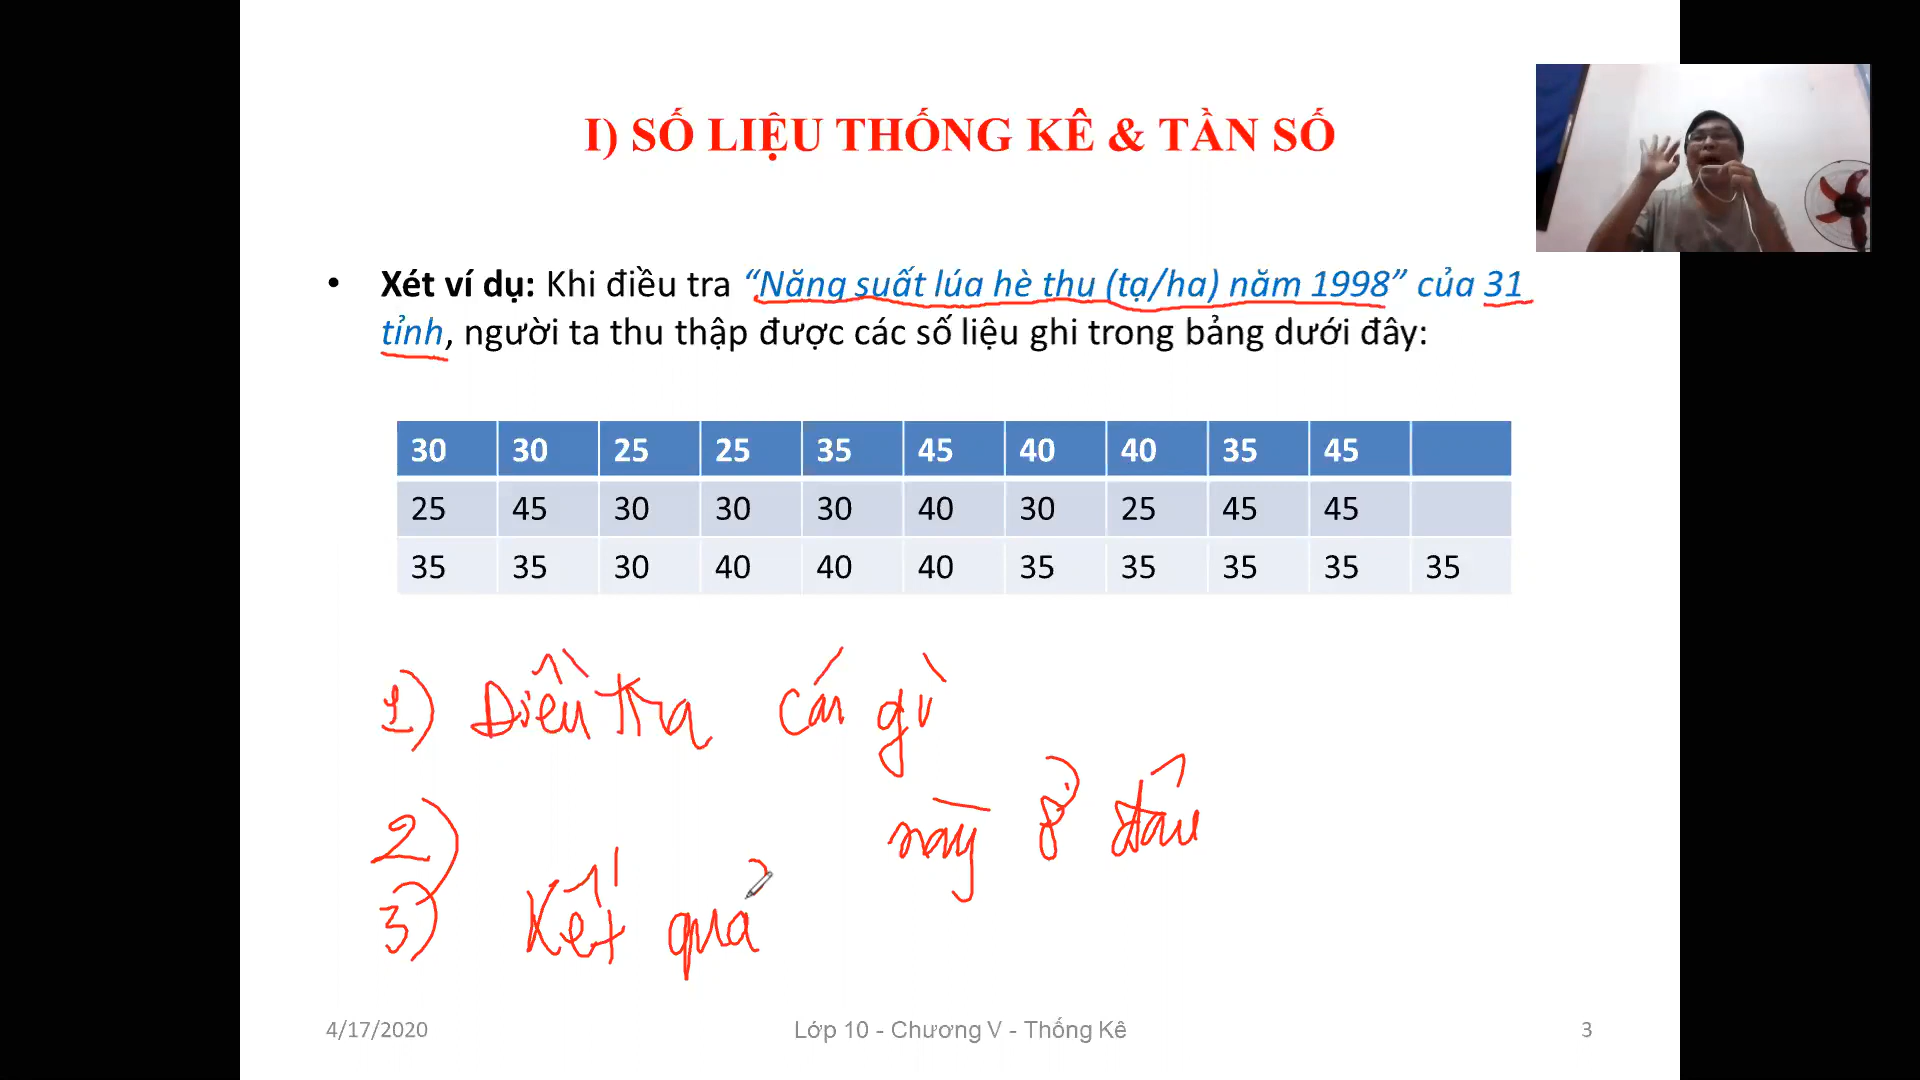 I) SỐ LIỆU THỐNG KÊ & TẦN SỐ
• Xét ví dụ: Khi điều tra “Năng suất lúa hè thu (tạ/ha) năm 1998” của 31
tỉnh, người ta thu thập được các số liệu ghi trong bảng dưới đây:
30 30 25 25 35 45 40 40 35 45
25 45 30 30 30 40 30 25 45 45
35 35 30 40 40 40 35 35 35 35 35
1) Điều tra cái gì
2) này ở đâu
3) Kết quả
4/17/2020 Lớp 10 - Chương V - Thống Kê 3